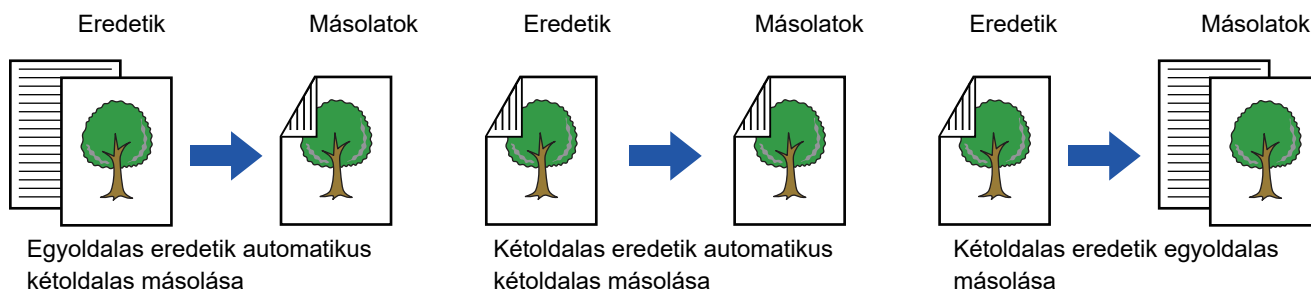 Eredetik Másolatok Eredetik Másolatok Eredetik Másolatok
Egyoldalas eredetik automatikus
kétoldalas másolása
Kétoldalas eredetik automatikus
kétoldalas másolása
Kétoldalas eredetik egyoldalas
másolása